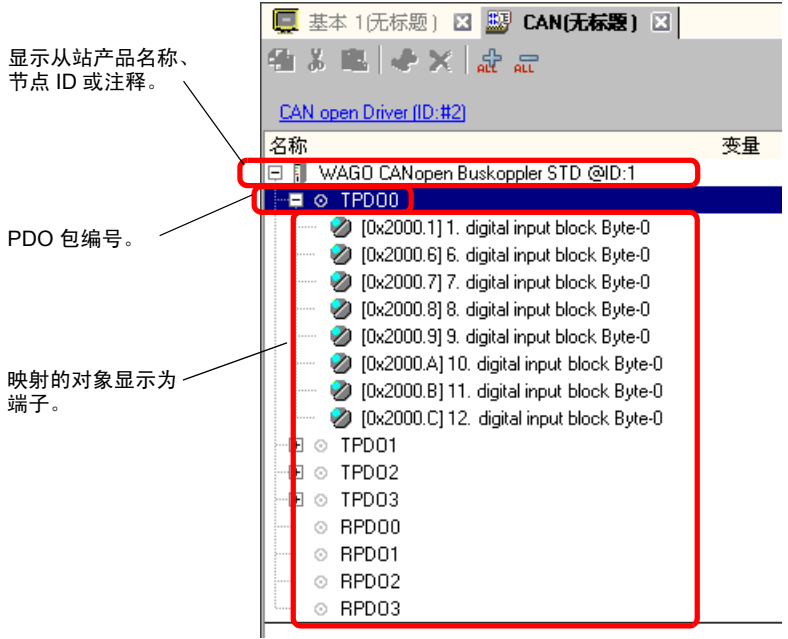 基本 1(无标题)
CAN(无标题)
ALL
ALL
CAN open Driver (ID:#2)
名称
变量
显示从站产品名称、
节点 ID 或注释。
WAGO CANopen Buskoppler STD @ID:1
PDO 包编号。
TPDO0
[0x2000.1] 1. digital input block Byte-0
[0x2000.6] 6. digital input block Byte-0
[0x2000.7] 7. digital input block Byte-0
[0x2000.8] 8. digital input block Byte-0
[0x2000.9] 9. digital input block Byte-0
[0x2000.A] 10. digital input block Byte-0
[0x2000.B] 11. digital input block Byte-0
[0x2000.C] 12. digital input block Byte-0
映射的对象显示为
端子。
TPDO1
TPDO2
TPDO3
RPDO0
RPDO1
RPDO2
RPDO3